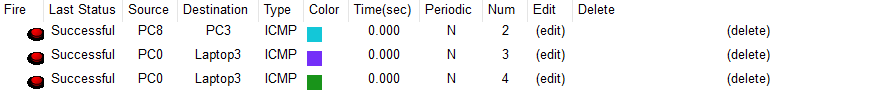 Fire Last Status Source Destination Type Color Time(sec) Periodic Num Edit Delete
Successful PC8 PC3 ICMP 0.000 N 2 (edit) (delete)
Successful PC0 Laptop3 ICMP 0.000 N 3 (edit) (delete)
Successful PC0 Laptop3 ICMP 0.000 N 4 (edit) (delete)